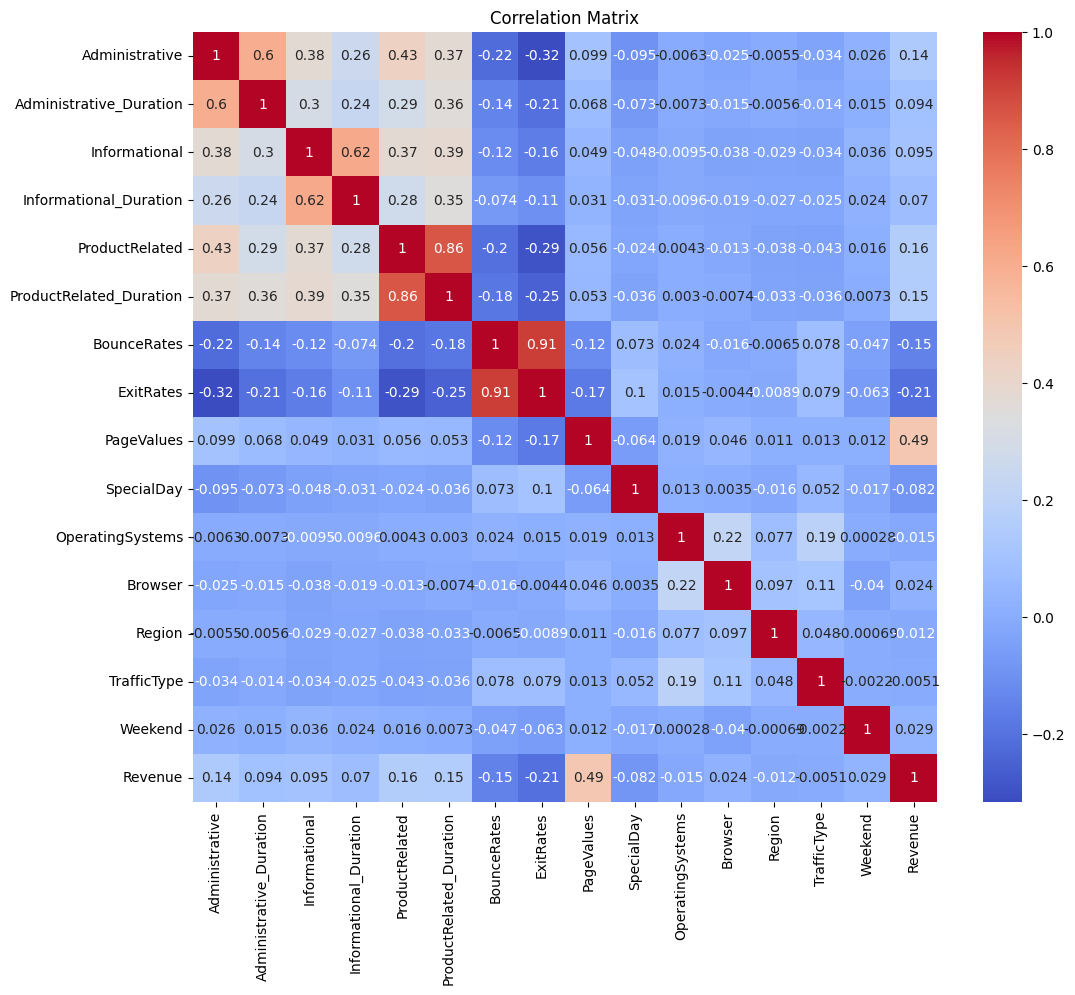 Correlation Matrix
Administrative 1 0.6 0.38 0.26 0.43 0.37 -0.22 -0.32 0.099 -0.095 -0.0063 -0.025 -0.0055 -0.034 0.026 0.14
Administrative_Duration 0.6 1 0.3 0.24 0.29 0.36 -0.14 -0.21 0.068 -0.073 -0.0073 -0.015 -0.0056 -0.014 0.015 0.094
Informational 0.38 0.3 1 0.62 0.37 0.39 -0.12 -0.16 0.049 -0.048 -0.0095 -0.038 -0.029 -0.034 0.036 0.095
Informational_Duration 0.26 0.24 0.62 1 0.28 0.35 -0.074 -0.11 0.031 -0.031 -0.0096 -0.019 -0.027 -0.025 0.024 0.07
ProductRelated 0.43 0.29 0.37 0.28 1 0.86 -0.2 -0.29 0.056 -0.024 0.0043 -0.013 -0.038 -0.043 0.016 0.16
ProductRelated_Duration 0.37 0.36 0.39 0.35 0.86 1 -0.18 -0.25 0.053 -0.036 0.003 -0.0074 -0.033 -0.036 0.0073 0.15
BounceRates -0.22 -0.14 -0.12 -0.074 -0.2 -0.18 1 0.91 -0.12 0.073 0.024 -0.016 -0.0065 0.078 -0.047 -0.15
ExitRates -0.32 -0.21 -0.16 -0.11 -0.29 -0.25 0.91 1 -0.17 0.1 0.015 -0.0044 -0.0089 0.079 -0.063 -0.21
PageValues 0.099 0.068 0.049 0.031 0.056 0.053 -0.12 -0.17 1 -0.064 0.019 0.046 0.011 0.013 0.012 0.49
SpecialDay -0.095 -0.073 -0.048 -0.031 -0.024 -0.036 0.073 0.1 -0.064 1 0.013 0.0035 -0.016 0.052 -0.017 -0.082
OperatingSystems -0.0063 -0.0073 -0.0095 -0.0096 0.0043 0.003 0.024 0.015 0.019 0.013 1 0.22 0.077 0.19 0.00028 -0.015
Browser -0.025 -0.015 -0.038 -0.019 -0.013 -0.0074 -0.016 -0.0044 0.046 0.0035 0.22 1 0.097 0.11 -0.04 0.024
Region -0.0055 -0.0056 -0.029 -0.027 -0.038 -0.033 -0.0065 -0.0089 0.011 -0.016 0.077 0.097 1 0.048 -0.00069 -0.012
TrafficType -0.034 -0.014 -0.034 -0.025 -0.043 -0.036 0.078 0.079 0.013 0.052 0.19 0.11 0.048 1 -0.0022 -0.0051
Weekend 0.026 0.015 0.036 0.024 0.016 0.0073 -0.047 -0.063 0.012 -0.017 0.00028 -0.04 -0.00069 -0.0022 1 0.029
Revenue 0.14 0.094 0.095 0.07 0.16 0.15 -0.15 -0.21 0.49 -0.082 -0.015 0.024 -0.012 -0.0051 0.029 1
Administrative
Administrative_Duration
Informational
Informational_Duration
ProductRelated
ProductRelated_Duration
BounceRates
ExitRates
PageValues
SpecialDay
OperatingSystems
Browser
Region
TrafficType
Weekend
Revenue
1.0
0.8
0.6
0.4
0.2
0.0
−0.2